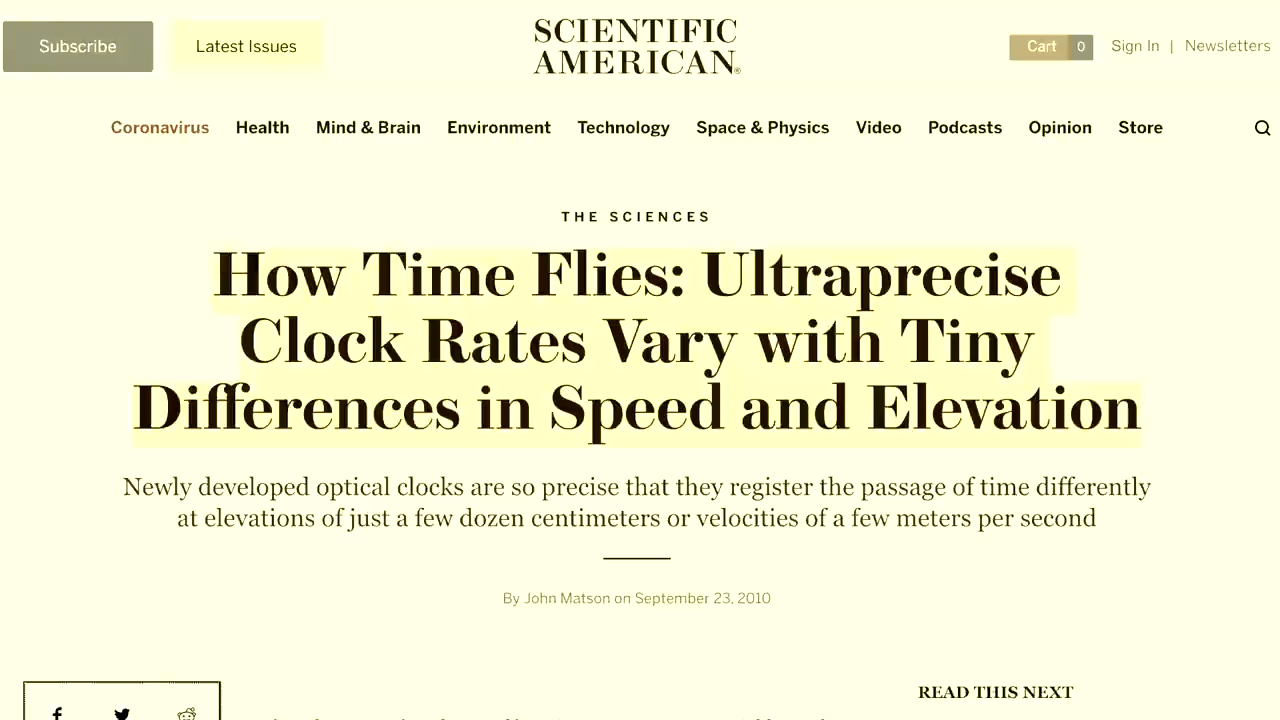 Subscribe
Latest Issues
SCIENTIFIC
AMERICAN®
Cart 0
Sign In | Newsletters
Coronavirus Health Mind & Brain Environment Technology Space & Physics Video Podcasts Opinion Store
THE SCIENCES
How Time Flies: Ultraprecise
Clock Rates Vary with Tiny
Differences in Speed and Elevation
Newly developed optical clocks are so precise that they register the passage of time differently
at elevations of just a few dozen centimeters or velocities of a few meters per second
By John Matson on September 23, 2010
READ THIS NEXT